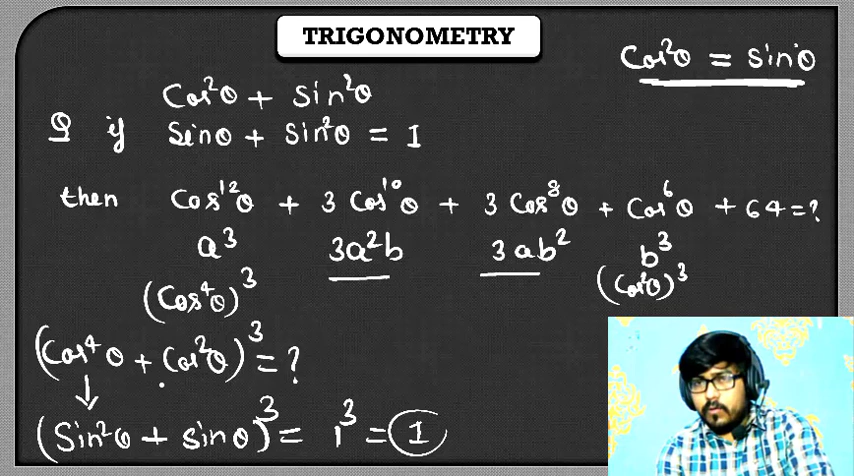 TRIGONOMETRY
Cos²θ = Sinθ
Cos²θ + Sin²θ
Q if Sinθ + Sin²θ = 1
then Cos¹²θ + 3 Cos¹⁰θ + 3 Cos⁸θ + Cos⁶θ + 64 = ?
a³ 3a²b 3ab² b³
(Cos⁴θ)³ (Cos²θ)³
(Cos⁴θ + Cos²θ)³ = ?
↓
(Sin²θ + sinθ)³ = 1³ = 1